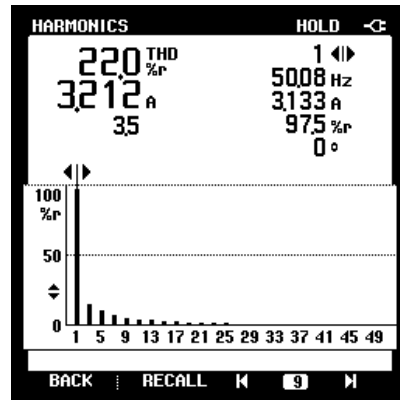 HARMONICS HOLD
22,0 THD %r 1
3,212 A 50,08 Hz
3,5 3,133 A
97,5 %r
0 °
100
%r
50
0
1 5 9 13 17 21 25 29 33 37 41 45 49
BACK RECALL 9